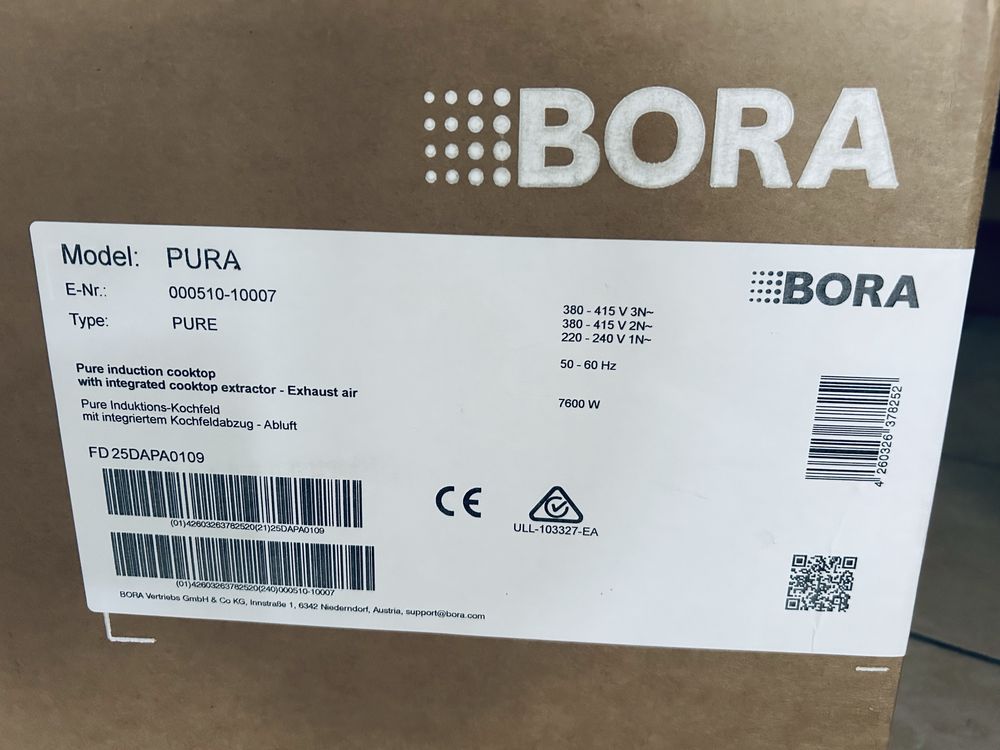 BORA
Model: PURA
E-Nr.: 000510-10007
Type: PURE
BORA
380 - 415 V 3N~
380 - 415 V 2N~
220 - 240 V 1N~
50 - 60 Hz
7600 W
Pure induction cooktop
with integrated cooktop extractor - Exhaust air
Pure Induktions-Kochfeld
mit integriertem Kochfeldabzug - Abluft
FD 25DAPA0109
(01)42603263782520(21)25DAPA0109
(01)42603263782520(240)000510-10007
CE
ULL-103327-EA
4 260326 378252
BORA Vertriebs GmbH & Co KG, Innstraße 1, 6342 Niederndorf, Austria, support@bora.com